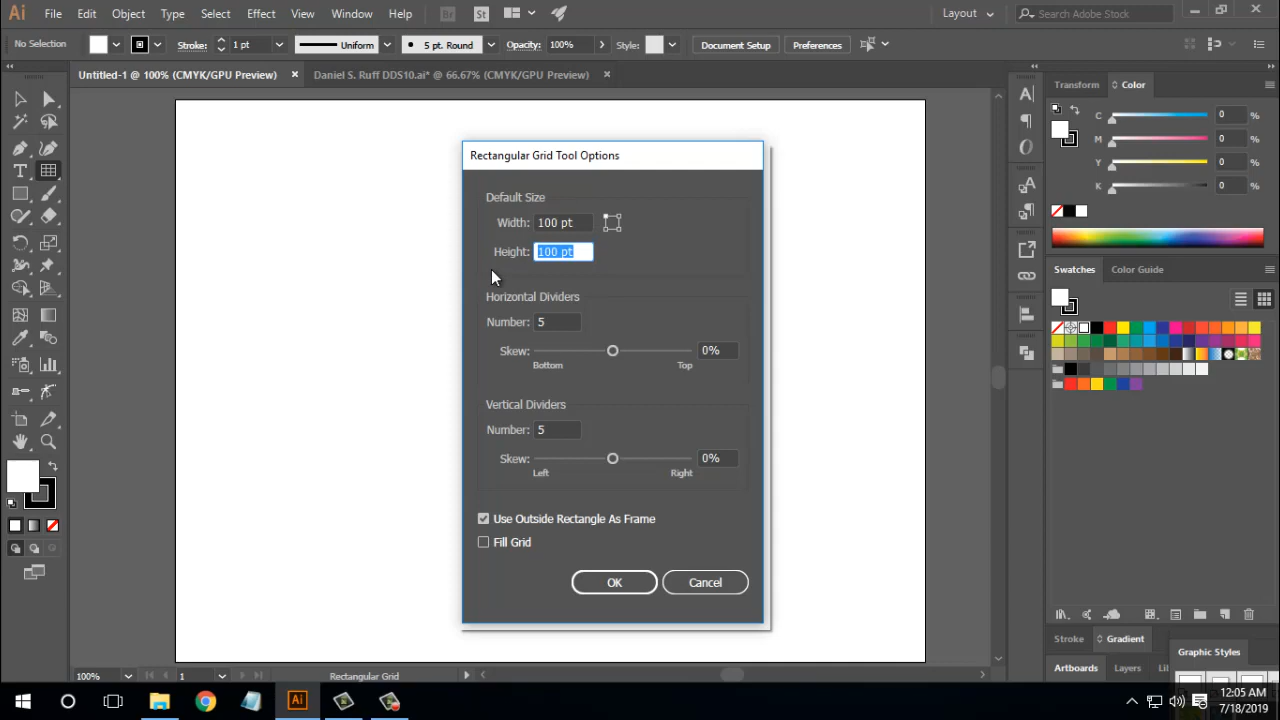 Ai File Edit Object Type Select Effect View Window Help Br St Layout Search Adobe Stock
No Selection Stroke: 1 pt Uniform 5 pt. Round Opacity: 100% Style: Document Setup Preferences
Untitled-1 @ 100% (CMYK/GPU Preview) × Daniel S. Ruff DDS10.ai* @ 66.67% (CMYK/GPU Preview) ×
Transform Color
C 0 %
M 0 %
Y 0 %
K 0 %
Rectangular Grid Tool Options
Default Size
Width: 100 pt
Height: 100 pt
Horizontal Dividers
Number: 5
Skew: 0%
Bottom Top
Vertical Dividers
Number: 5
Skew: 0%
Left Right
Use Outside Rectangle As Frame
Fill Grid
OK Cancel
Swatches Color Guide
Stroke Gradient
Graphic Styles
Artboards Layers
100% 1 Rectangular Grid
Ai
12:05 AM
7/18/2019